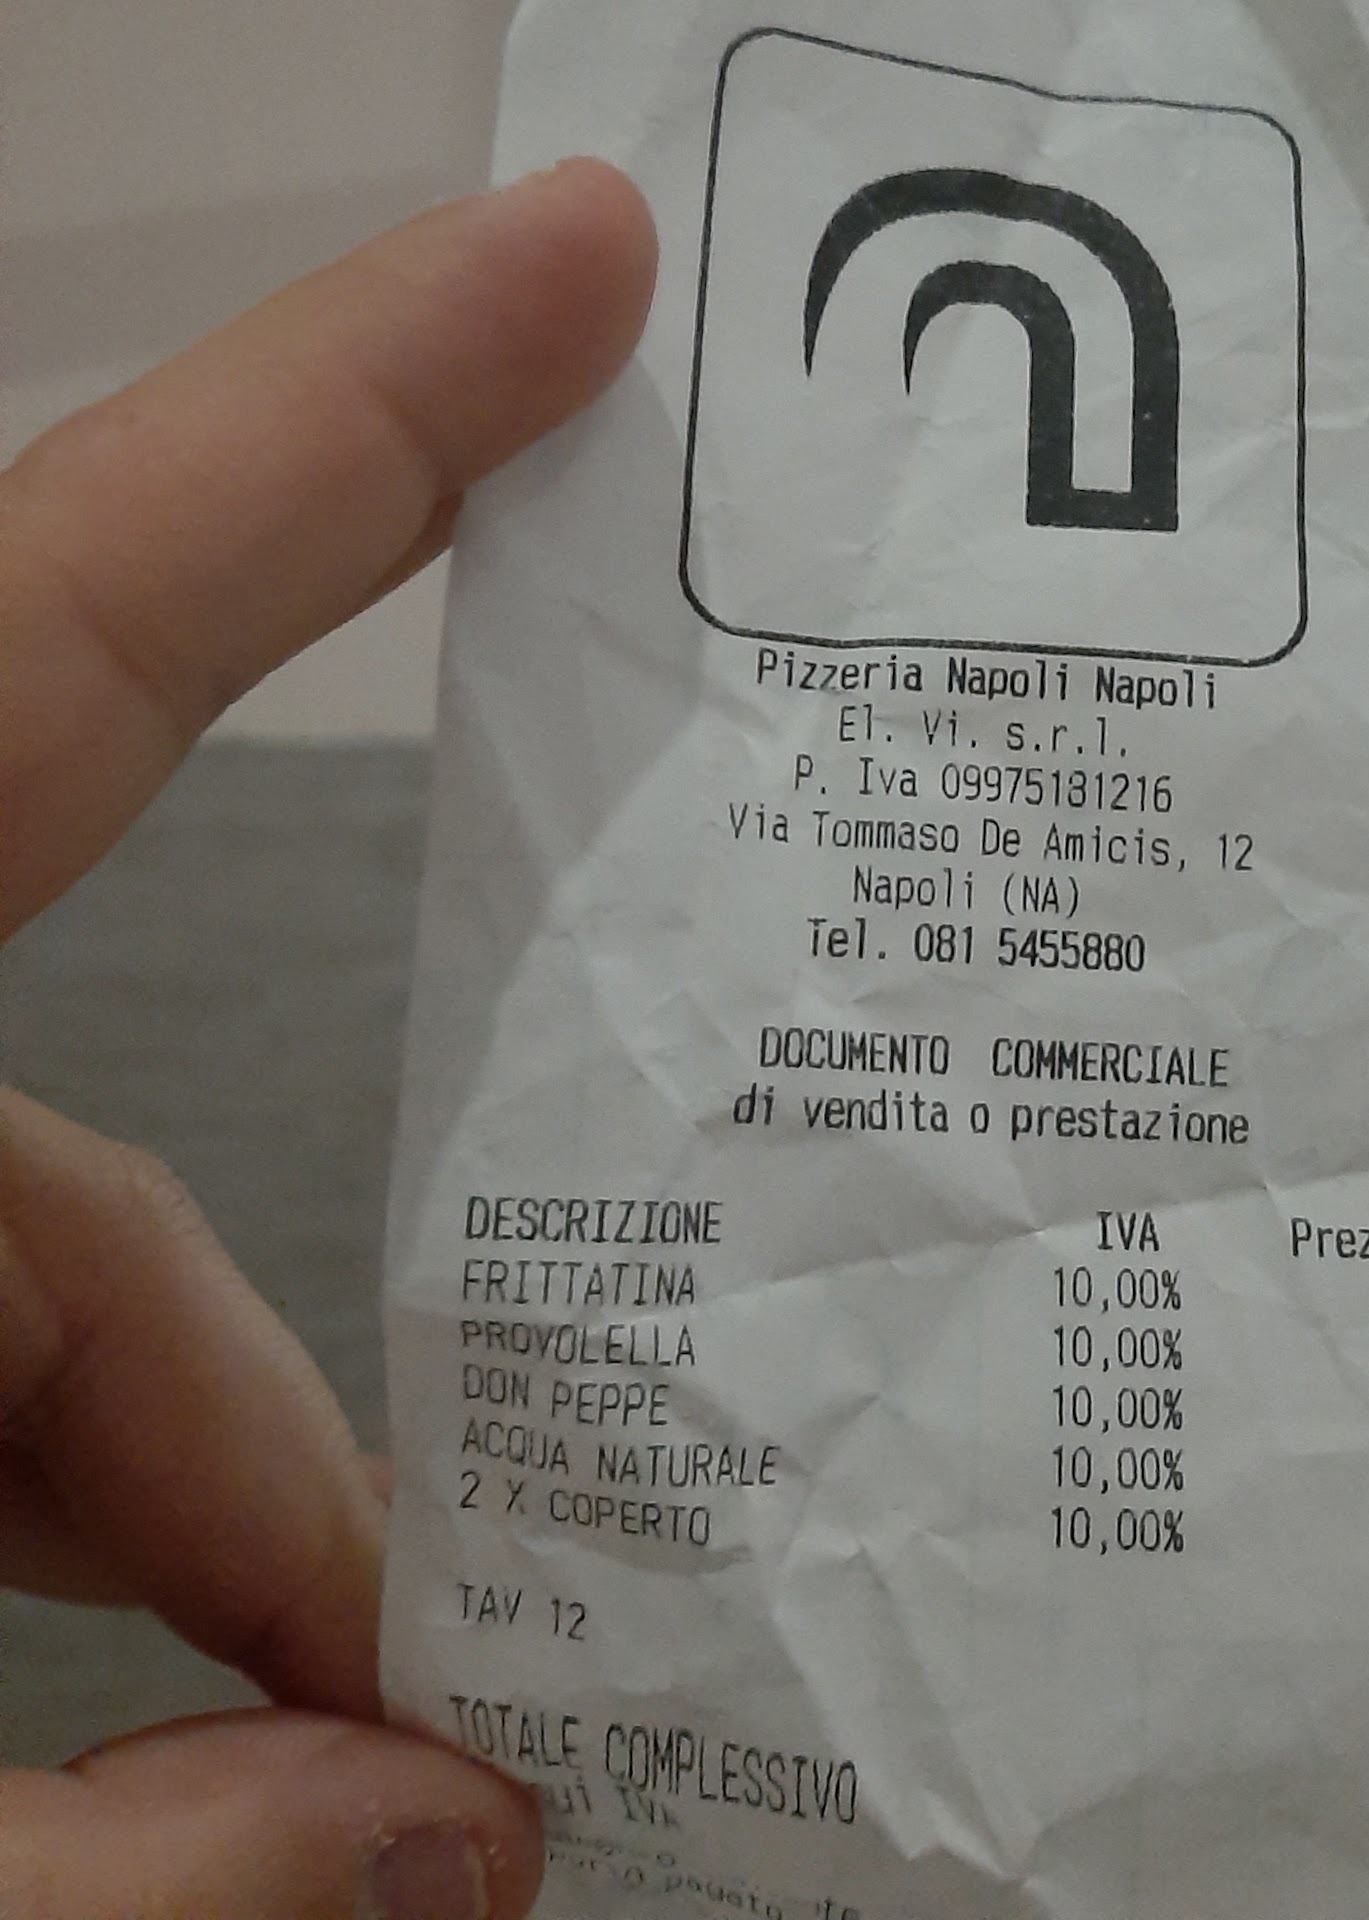 Pizzeria Napoli Napoli
El. Vi. s.r.l.
P. Iva 09975181216
Via Tommaso De Amicis, 12
Napoli (NA)
Tel. 081 5455880
DOCUMENTO COMMERCIALE
di vendita o prestazione
DESCRIZIONE IVA Prez
FRITTATINA 10,00%
PROVOLELLA 10,00%
DON PEPPE 10,00%
ACQUA NATURALE 10,00%
2 X COPERTO 10,00%
TAV 12
TOTALE COMPLESSIVO
IVA